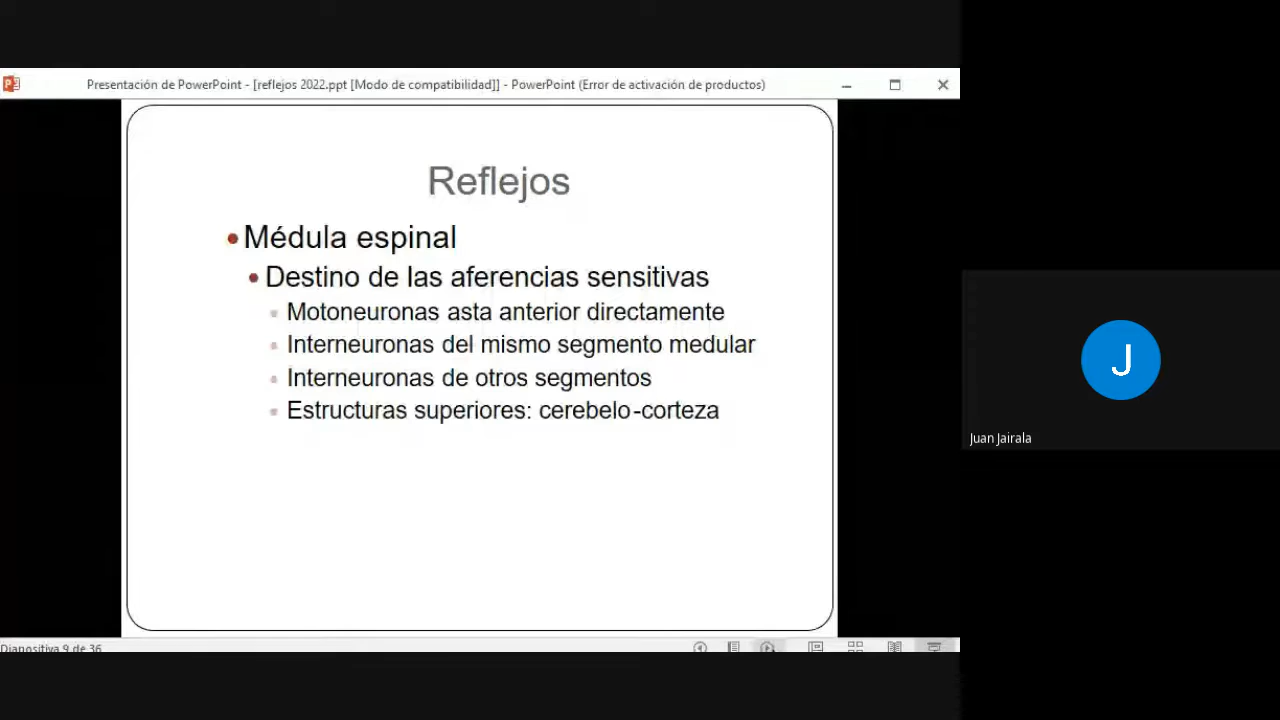 Presentación de PowerPoint - [reflejos 2022.ppt [Modo de compatibilidad]] - PowerPoint (Error de activación de productos)
Reflejos
Médula espinal
Destino de las aferencias sensitivas
Motoneuronas asta anterior directamente
Interneuronas del mismo segmento medular
Interneuronas de otros segmentos
Estructuras superiores: cerebelo-corteza
J
Juan Jairala
Diapositiva 9 de 36